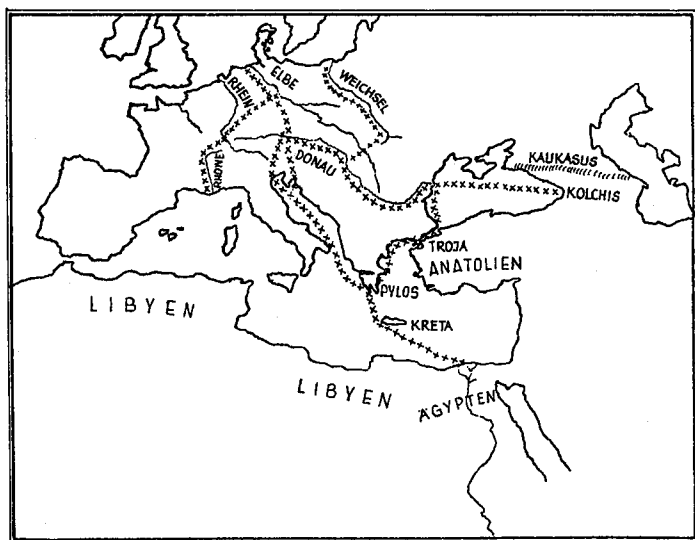 ELBE
RHEIN
WEICHSEL
RHONE
DONAU
KAUKASUS
KOLCHIS
TROJA
ANATOLIEN
PYLOS
LIBYEN
KRETA
LIBYEN
ÄGYPTEN